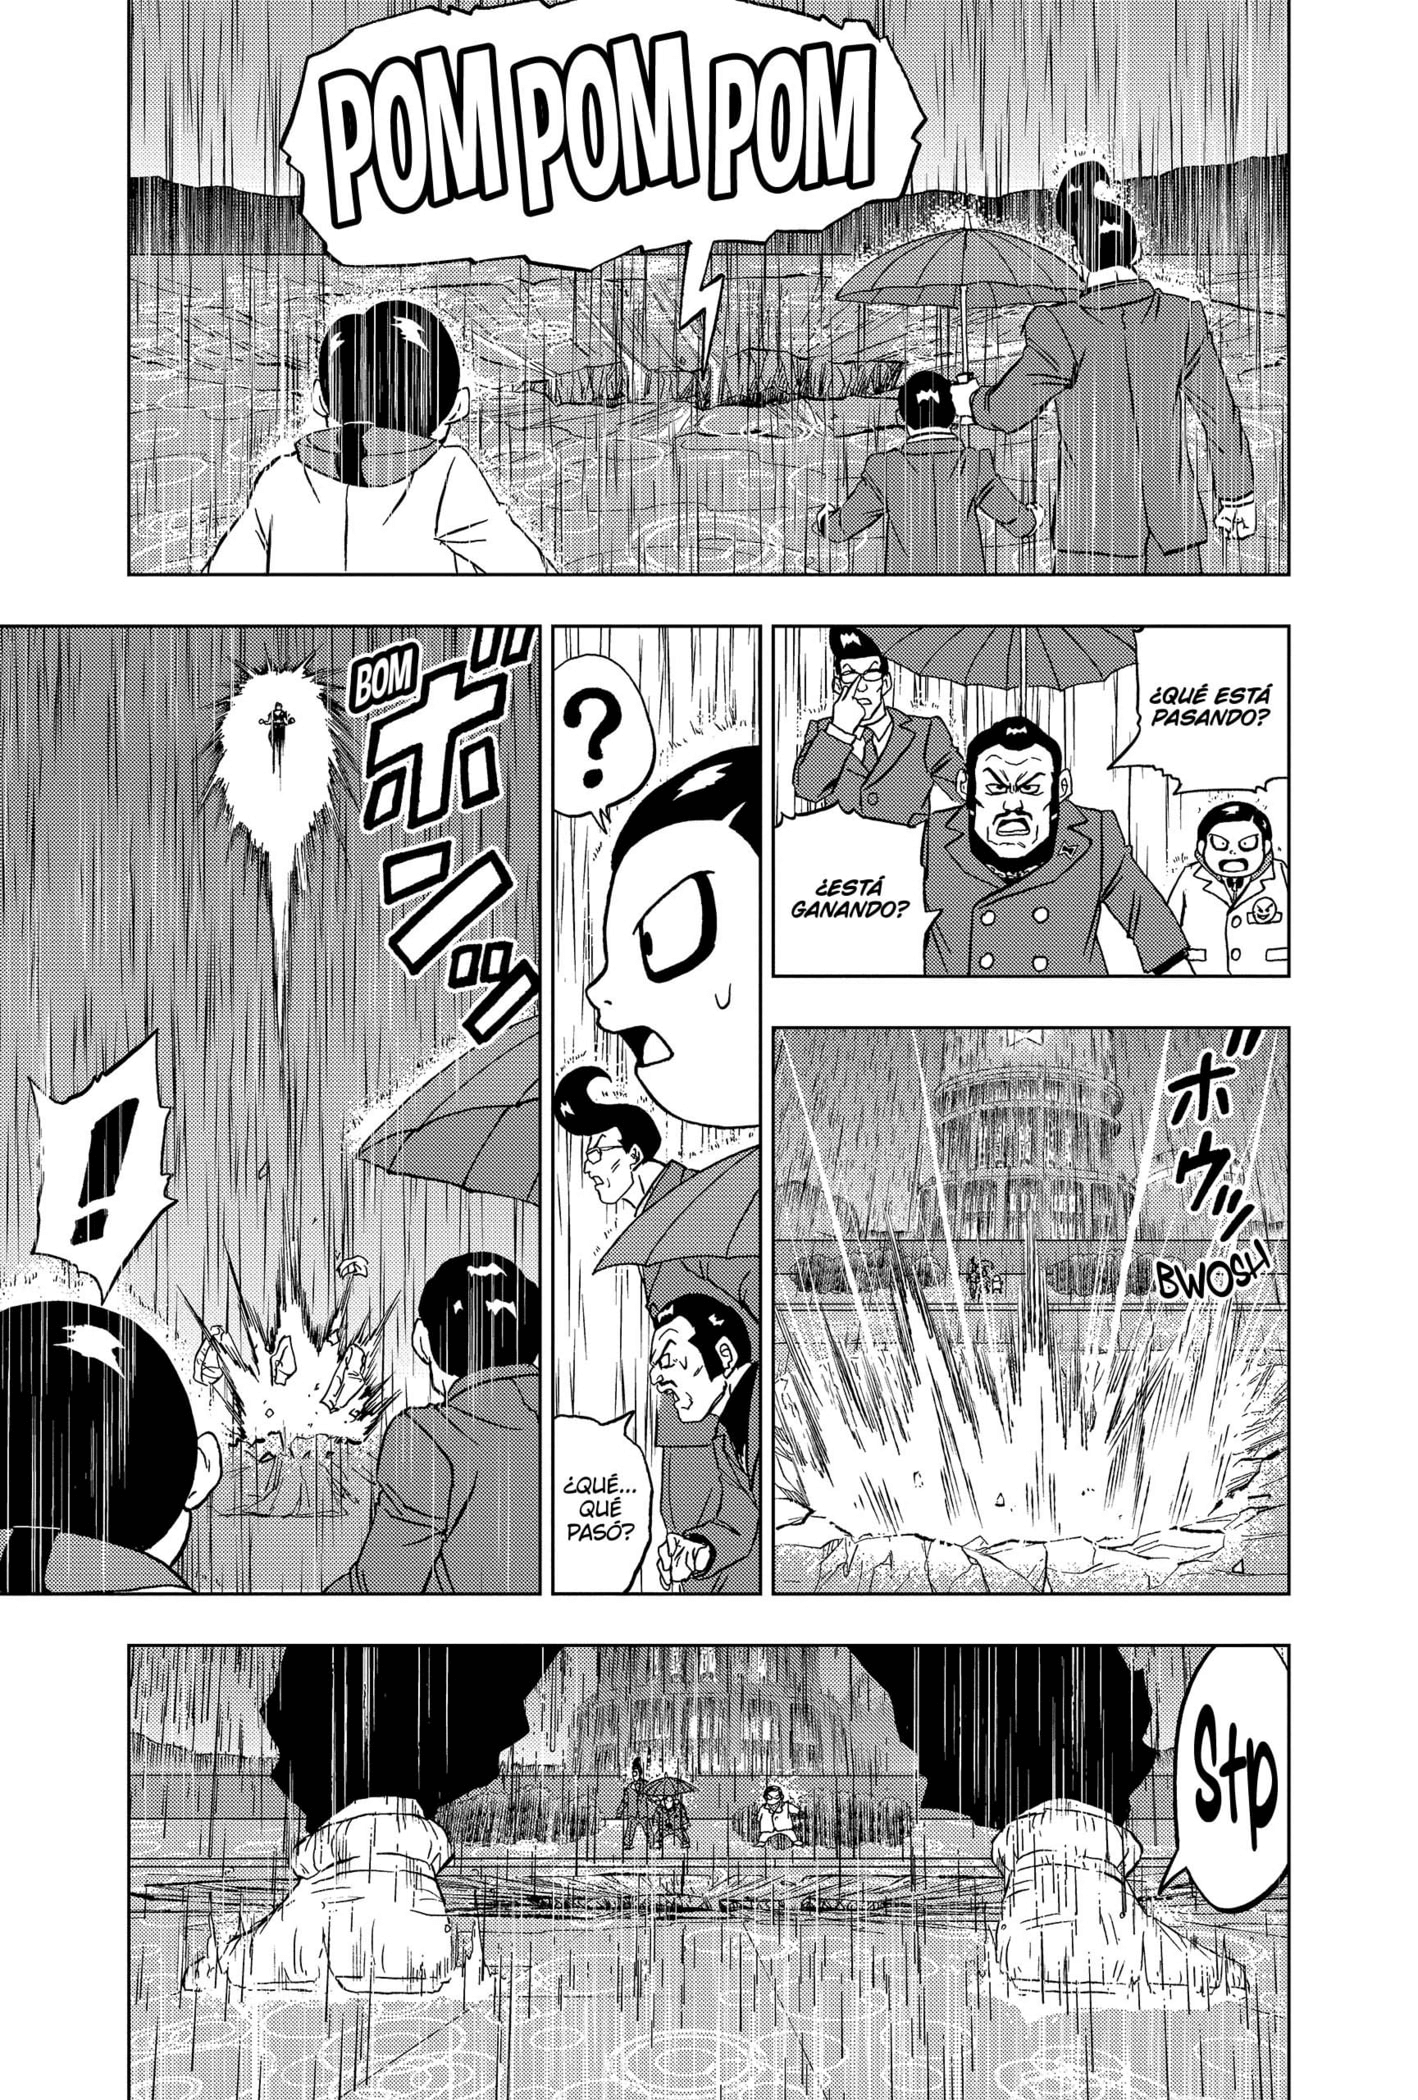 POM POM POM
¿QUÉ ESTÁ
PASANDO?
¿ESTÁ
GANANDO?
ボウッ
BWOSH
?
¿QUÉ...
QUÉ
PASÓ?
BOM
ボンッ
!
Stp